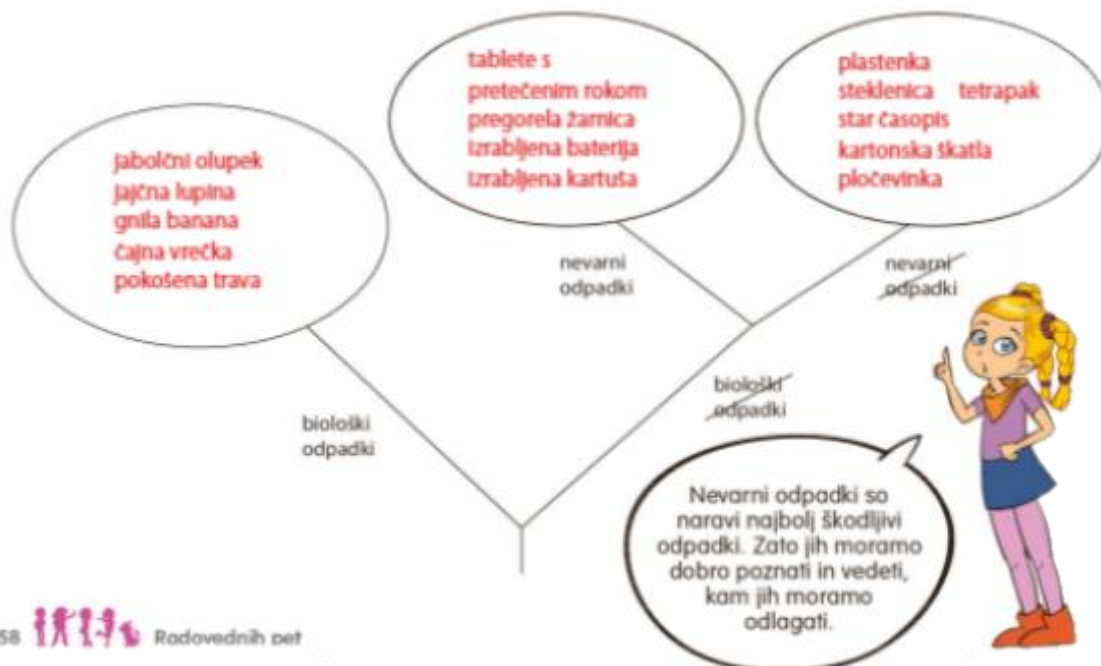 tablete s
pretečenim rokom
pregorela žarnica
izrabljena baterija
izrabljena kartuša
plastenka
steklenica tetrapak
star časopis
kartonska škatla
pločevinka
jabolčni olupek
jajčna lupina
gnila banana
čajna vrečka
pokošena trava
nevarni
odpadki
nevarni
odpadki
biološki
odpadki
biološki
odpadki
Nevarni odpadki so
naravi najbolj škodljivi
odpadki. Zato jih moramo
dobro poznati in vedeti,
kam jih moramo
odlagati.
58 Radovednih pet